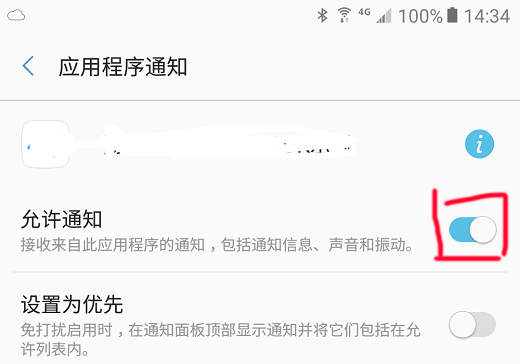 4G 100% 14:34
应用程序通知
允许通知
接收来自此应用程序的通知，包括通知信息、声音和振动。
设置为优先
免打扰启用时，在通知面板顶部显示通知并将它们包括在允
许列表内。